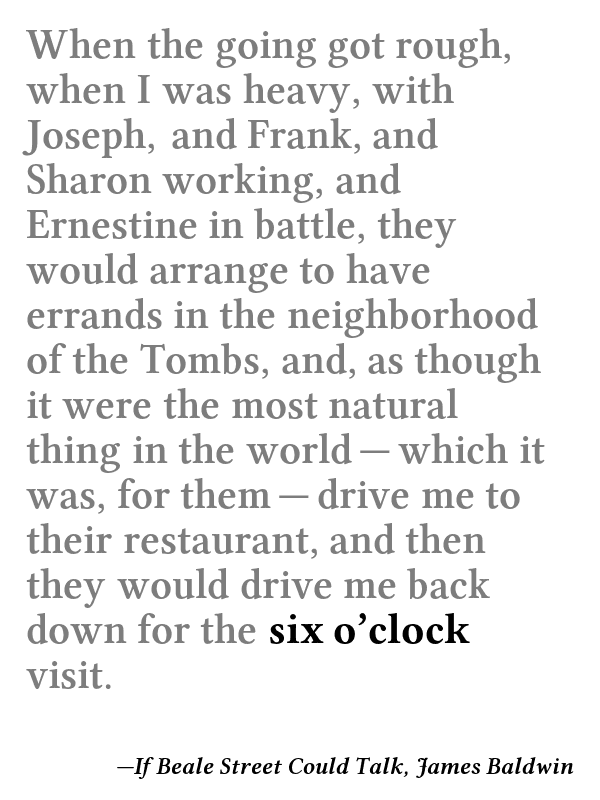 When the going got rough,
when I was heavy, with
Joseph, and Frank, and
Sharon working, and
Ernestine in battle, they
would arrange to have
errands in the neighborhood
of the Tombs, and, as though
it were the most natural
thing in the world — which it
was, for them — drive me to
their restaurant, and then
they would drive me back
down for the six o’clock
visit.
—If Beale Street Could Talk, James Baldwin